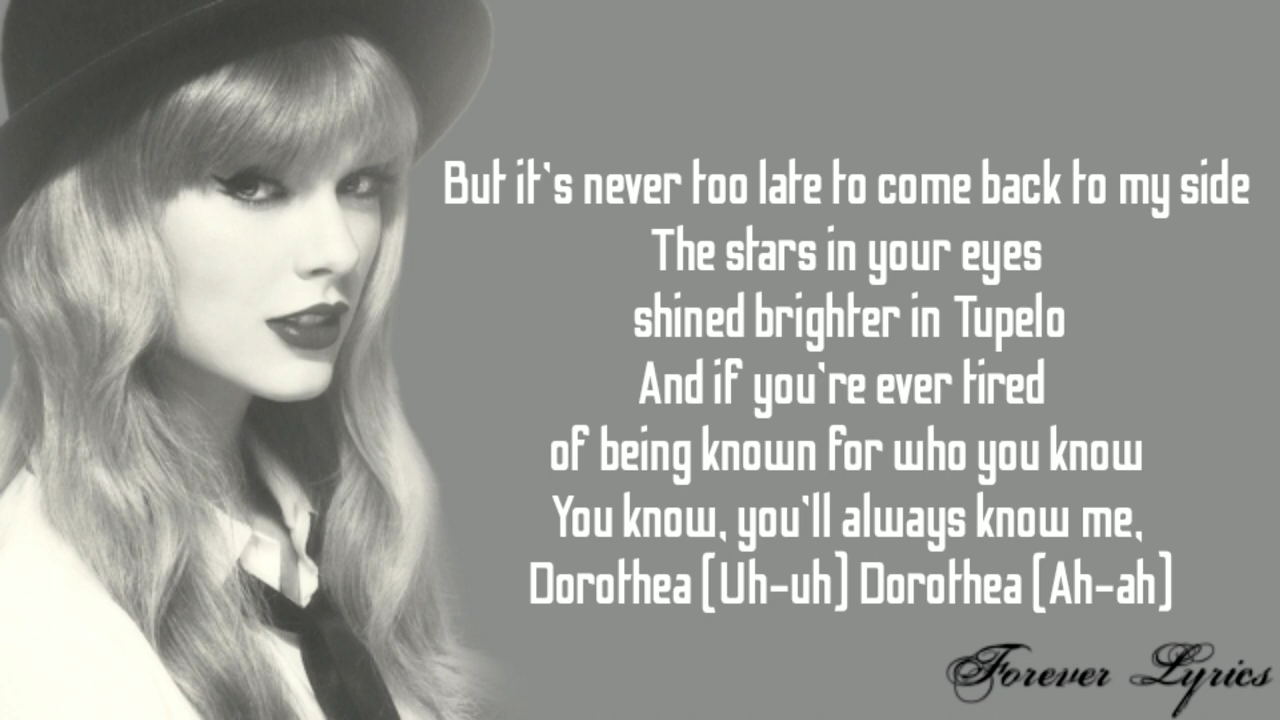 But it's never too late to come back to my side
The stars in your eyes
shined brighter in Tupelo
And if you're ever tired
of being known for who you know
You know, you'll always know me,
Dorothea (Uh-uh) Dorothea (Ah-ah)
Forever Lyrics